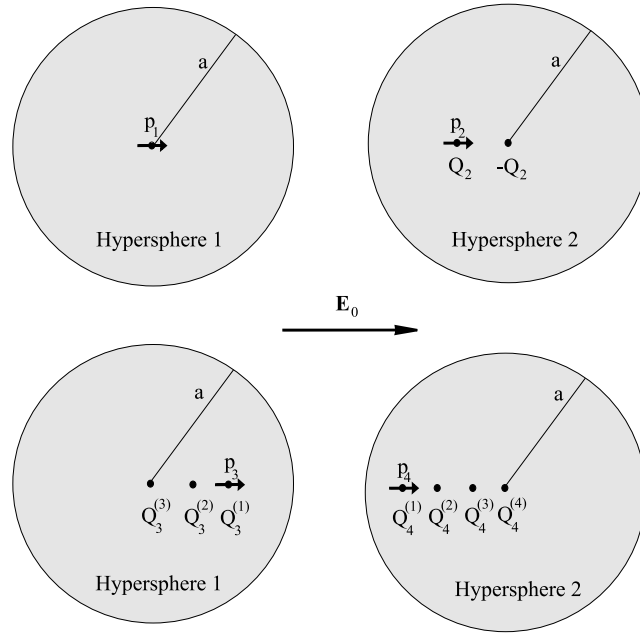 a
p₁
Hypersphere 1
a
p₂
Q₂ -Q₂
Hypersphere 2
E₀
a
p₃
Q₃⁽³⁾ Q₃⁽²⁾ Q₃⁽¹⁾
Hypersphere 1
a
p₄
Q₄⁽¹⁾ Q₄⁽²⁾ Q₄⁽³⁾ Q₄⁽⁴⁾
Hypersphere 2